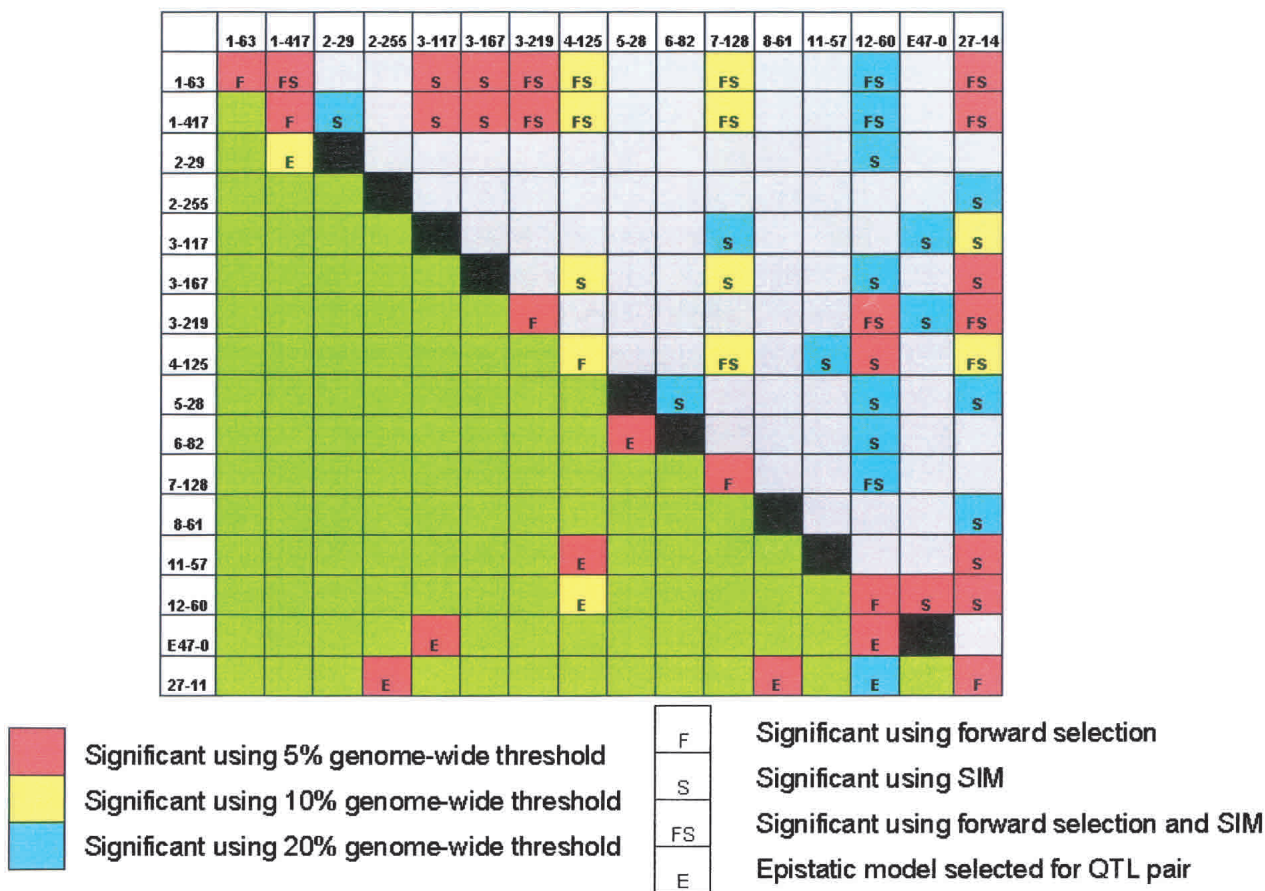 1-63 1-417 2-29 2-255 3-117 3-167 3-219 4-125 5-28 6-82 7-128 8-61 11-57 12-60 E47-0 27-14
1-63 F FS S S FS FS FS FS FS
1-417 F S S S FS FS FS FS FS
2-29 E S
2-255 S
3-117 S S S
3-167 S S S S
3-219 F FS S FS
4-125 F FS S S FS
5-28 S S S
6-82 E S
7-128 F FS
8-61 S
11-57 E S
12-60 E F S S
E47-0 E E
27-11 E E E F
Significant using 5% genome-wide threshold
Significant using 10% genome-wide threshold
Significant using 20% genome-wide threshold
F Significant using forward selection
S Significant using SIM
FS Significant using forward selection and SIM
E Epistatic model selected for QTL pair